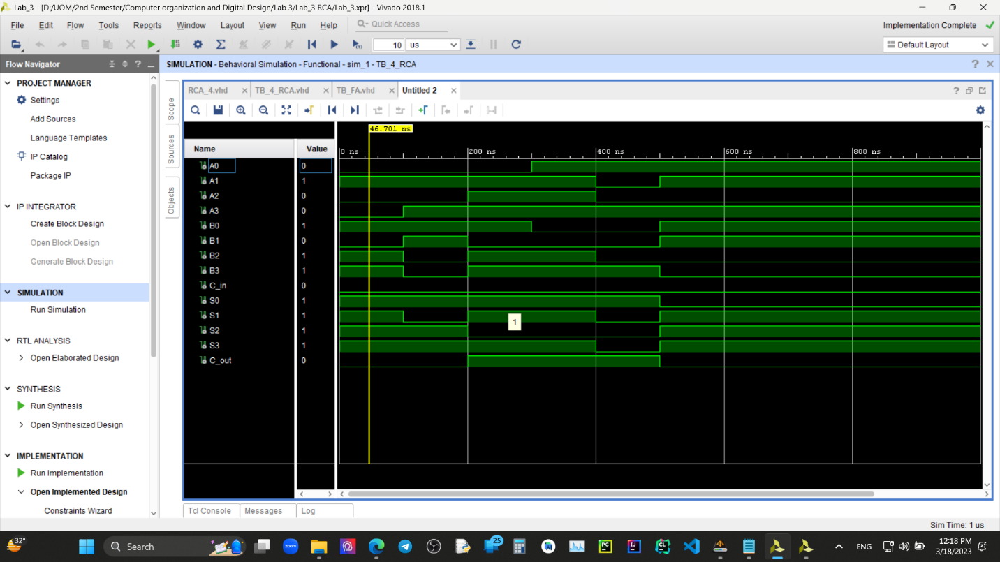 Lab_3 - [D:/UOM/2nd Semester/Computer organization and Digital Design/Lab 3/Lab_3 RCA/Lab_3.xpr] - Vivado 2018.1
File Edit Flow Tools Reports Window Layout View Run Help Quick Access Implementation Complete
10 us Default Layout
Flow Navigator
SIMULATION - Behavioral Simulation - Functional - sim_1 - TB_4_RCA
PROJECT MANAGER
Settings
Add Sources
Language Templates
IP Catalog
Package IP
IP INTEGRATOR
Create Block Design
Open Block Design
Generate Block Design
SIMULATION
Run Simulation
RTL ANALYSIS
Open Elaborated Design
SYNTHESIS
Run Synthesis
Open Synthesized Design
IMPLEMENTATION
Run Implementation
Open Implemented Design
Constraints Wizard
Scope
Sources
Objects
RCA_4.vhd TB_4_RCA.vhd TB_FA.vhd Untitled 2
46.701 ns
Name Value 0 ns 200 ns 400 ns 600 ns 800 ns
A0 0
A1 1
A2 0
A3 0
B0 1
B1 0
B2 1
B3 1
C_in 0
S0 1
S1 1
1
S2 1
S3 1
C_out 0
Tcl Console Messages Log
Sim Time: 1 us
32°
Search
zoom
25
PC
IJ
CL
ENG
12:18 PM
3/18/2023